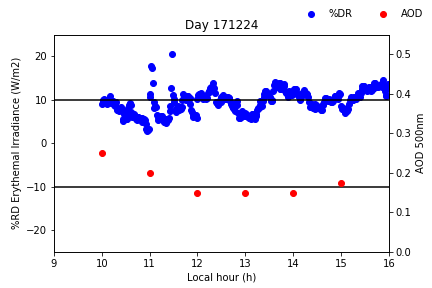 %DR AOD
Day 171224
%RD Erythemal Irradiance (W/m2)
20
10
0
−10
−20
0.5
0.4
0.3
0.2
0.1
0.0
AOD 500nm
9 10 11 12 13 14 15 16
Local hour (h)